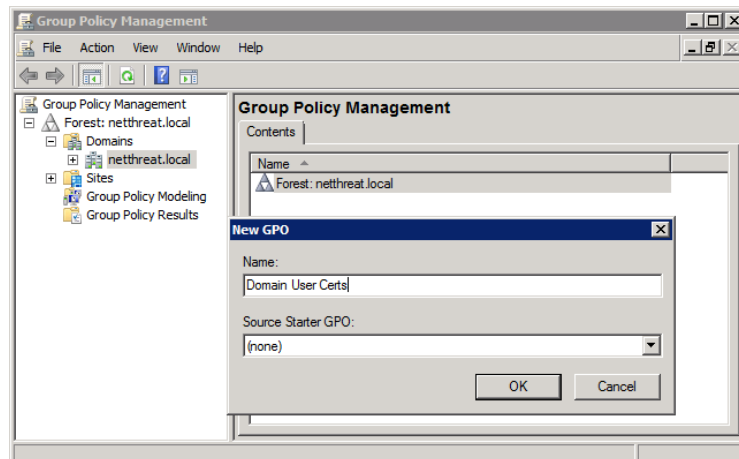 Group Policy Management
File Action View Window Help
Group Policy Management
Forest: netthreat.local
Domains
netthreat.local
Sites
Group Policy Modeling
Group Policy Results
Group Policy Management
Contents
Name
Forest: netthreat.local
New GPO
Name:
Domain User Certs
Source Starter GPO:
(none)
OK Cancel